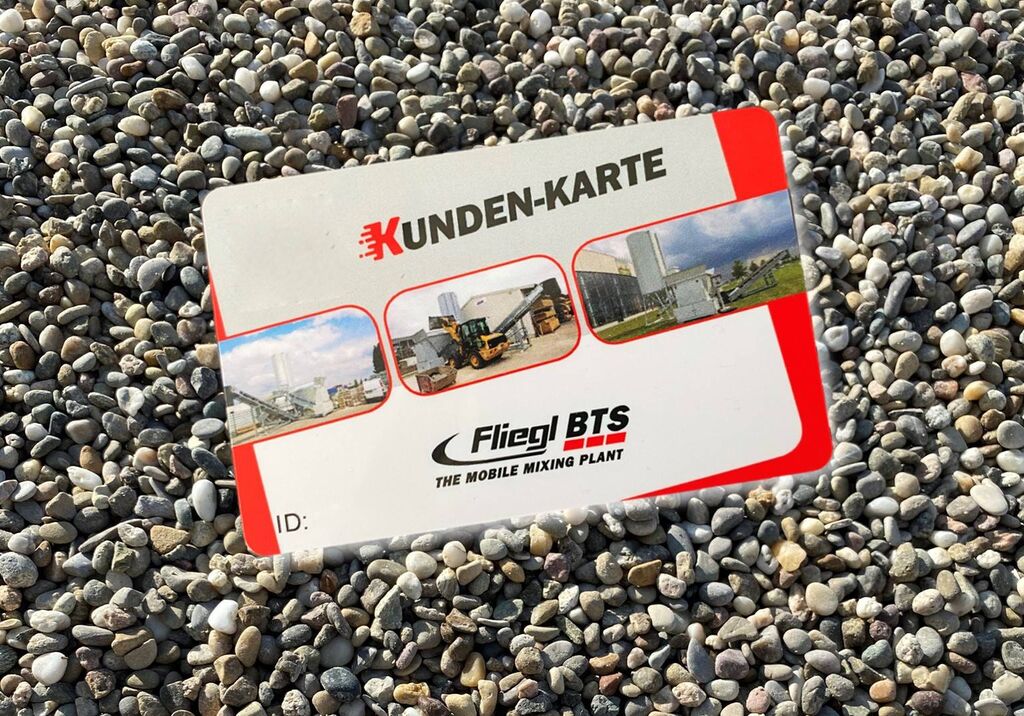 KUNDEN-KARTE
Fliegl BTS
THE MOBILE MIXING PLANT
ID: